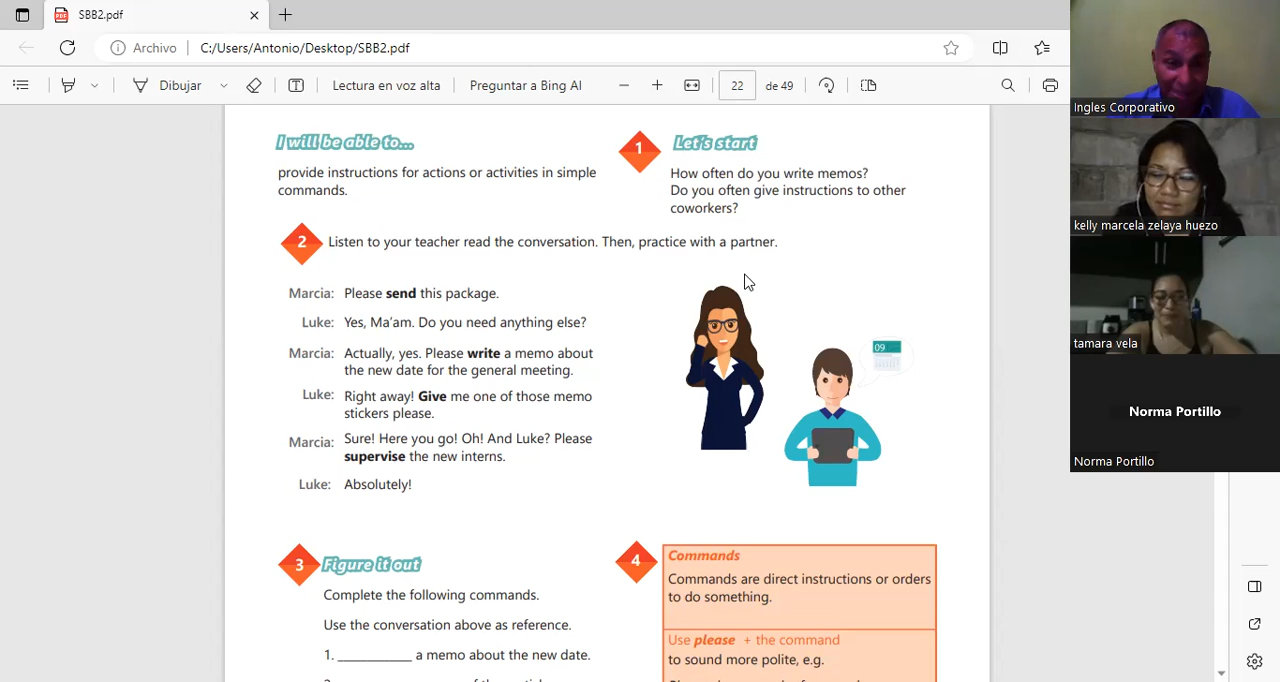 SBB2.pdf
Archivo
C:/Users/Antonio/Desktop/SBB2.pdf
Dibujar
Lectura en voz alta
Preguntar a Bing AI
22
de 49
I will be able to...
provide instructions for actions or activities in simple
commands.
1
Let's start
How often do you write memos?
Do you often give instructions to other
coworkers?
2
Listen to your teacher read the conversation. Then, practice with a partner.
Marcia: Please send this package.
Luke: Yes, Ma'am. Do you need anything else?
Marcia: Actually, yes. Please write a memo about
the new date for the general meeting.
Luke: Right away! Give me one of those memo
stickers please.
Marcia: Sure! Here you go! Oh! And Luke? Please
supervise the new interns.
Luke: Absolutely!
09
3
Figure it out
Complete the following commands.
Use the conversation above as reference.
1. ____________ a memo about the new date.
4
Commands
Commands are direct instructions or orders
to do something.
Use please + the command
to sound more polite, e.g.
Ingles Corporativo
kelly marcela zelaya huezo
tamara vela
Norma Portillo
Norma Portillo